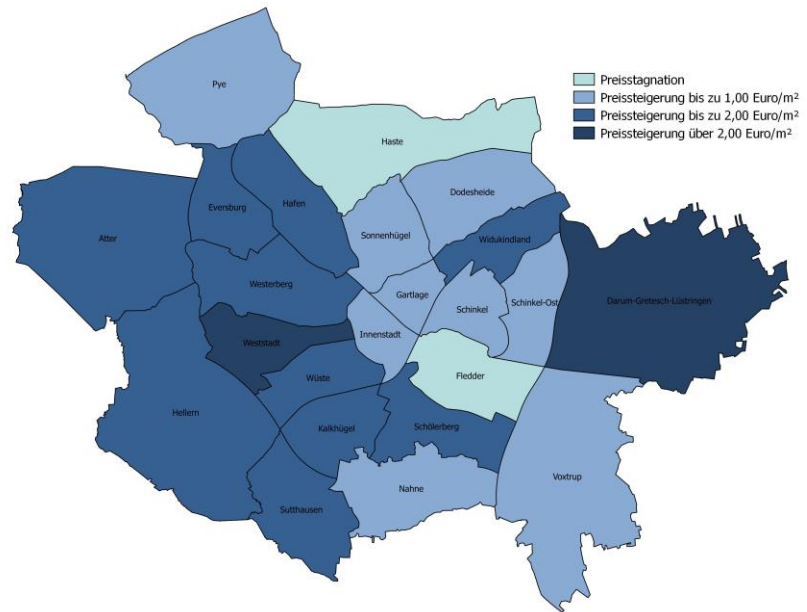 Preisstagnation
Preissteigerung bis zu 1,00 Euro/m²
Preissteigerung bis zu 2,00 Euro/m²
Preissteigerung über 2,00 Euro/m²
Pye
Haste
Dodesheide
Eversburg
Hafen
Sonnenhügel
Atter
Widukindland
Westerberg
Gartlage
Schinkel
Schinkel-Ost
Darum-Gretesch-Lüstringen
Innenstadt
Weststadt
Wüste
Fledder
Hellern
Kalkhügel
Schölerberg
Voxtrup
Nahne
Sutthausen